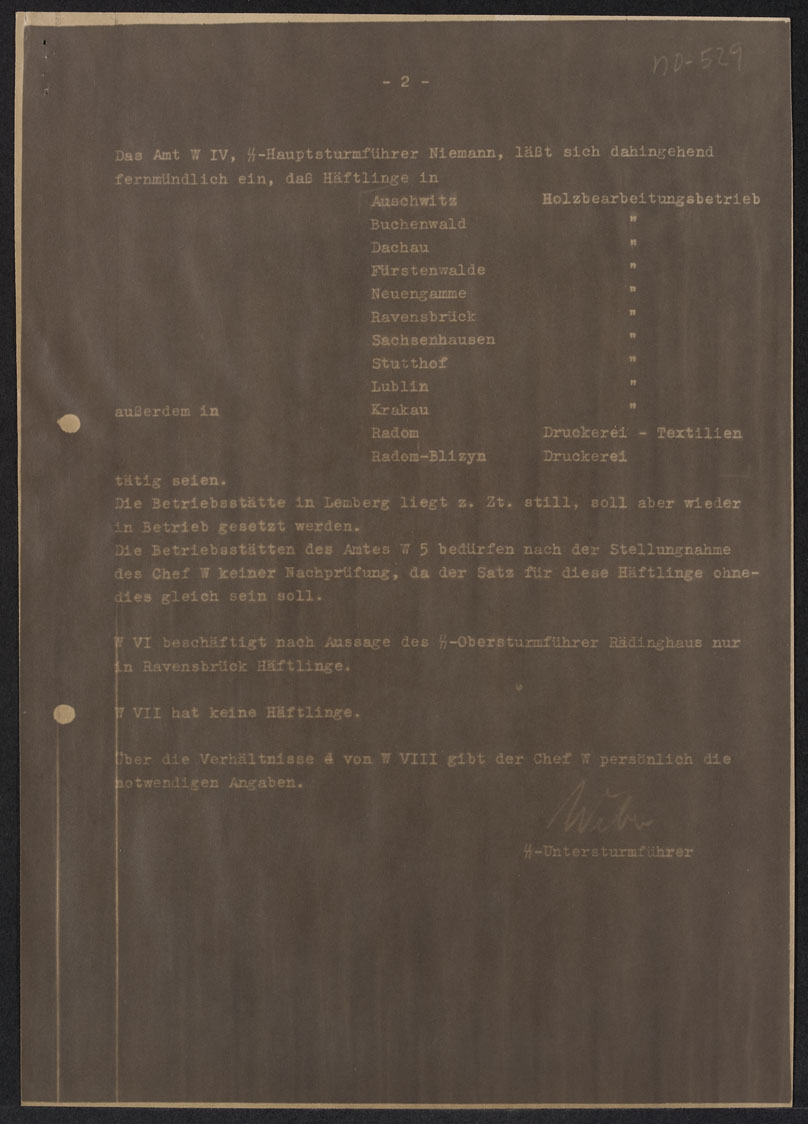 NO-529
- 2 -
Das Amt W IV, ᛋᛋ-Hauptsturmführer Niemann, läßt sich dahingehend
fernmündlich ein, daß Häftlinge in
Auschwitz Holzbearbeitungsbetrieb
Buchenwald "
Dachau "
Fürstenwalde "
Neuengamme "
Ravensbrück "
Sachsenhausen "
Stutthof "
Lublin "
außerdem in Krakau "
Radom Druckerei - Textilien
Radom-Blizyn Druckerei
tätig seien.
Die Betriebsstätte in Lemberg liegt z. Zt. still, soll aber wieder
in Betrieb gesetzt werden.
Die Betriebsstätten des Amtes W 5 bedürfen nach der Stellungnahme
des Chef W keiner Nachprüfung, da der Satz für diese Häftlinge ohne-
dies gleich sein soll.
W VI beschäftigt nach Aussage des ᛋᛋ-Obersturmführer Rädinghaus nur
in Ravensbrück Häftlinge.
W VII hat keine Häftlinge.
Über die Verhältnisse d von W VIII gibt der Chef W persönlich die
notwendigen Angaben.
ᛋᛋ-Untersturmführer